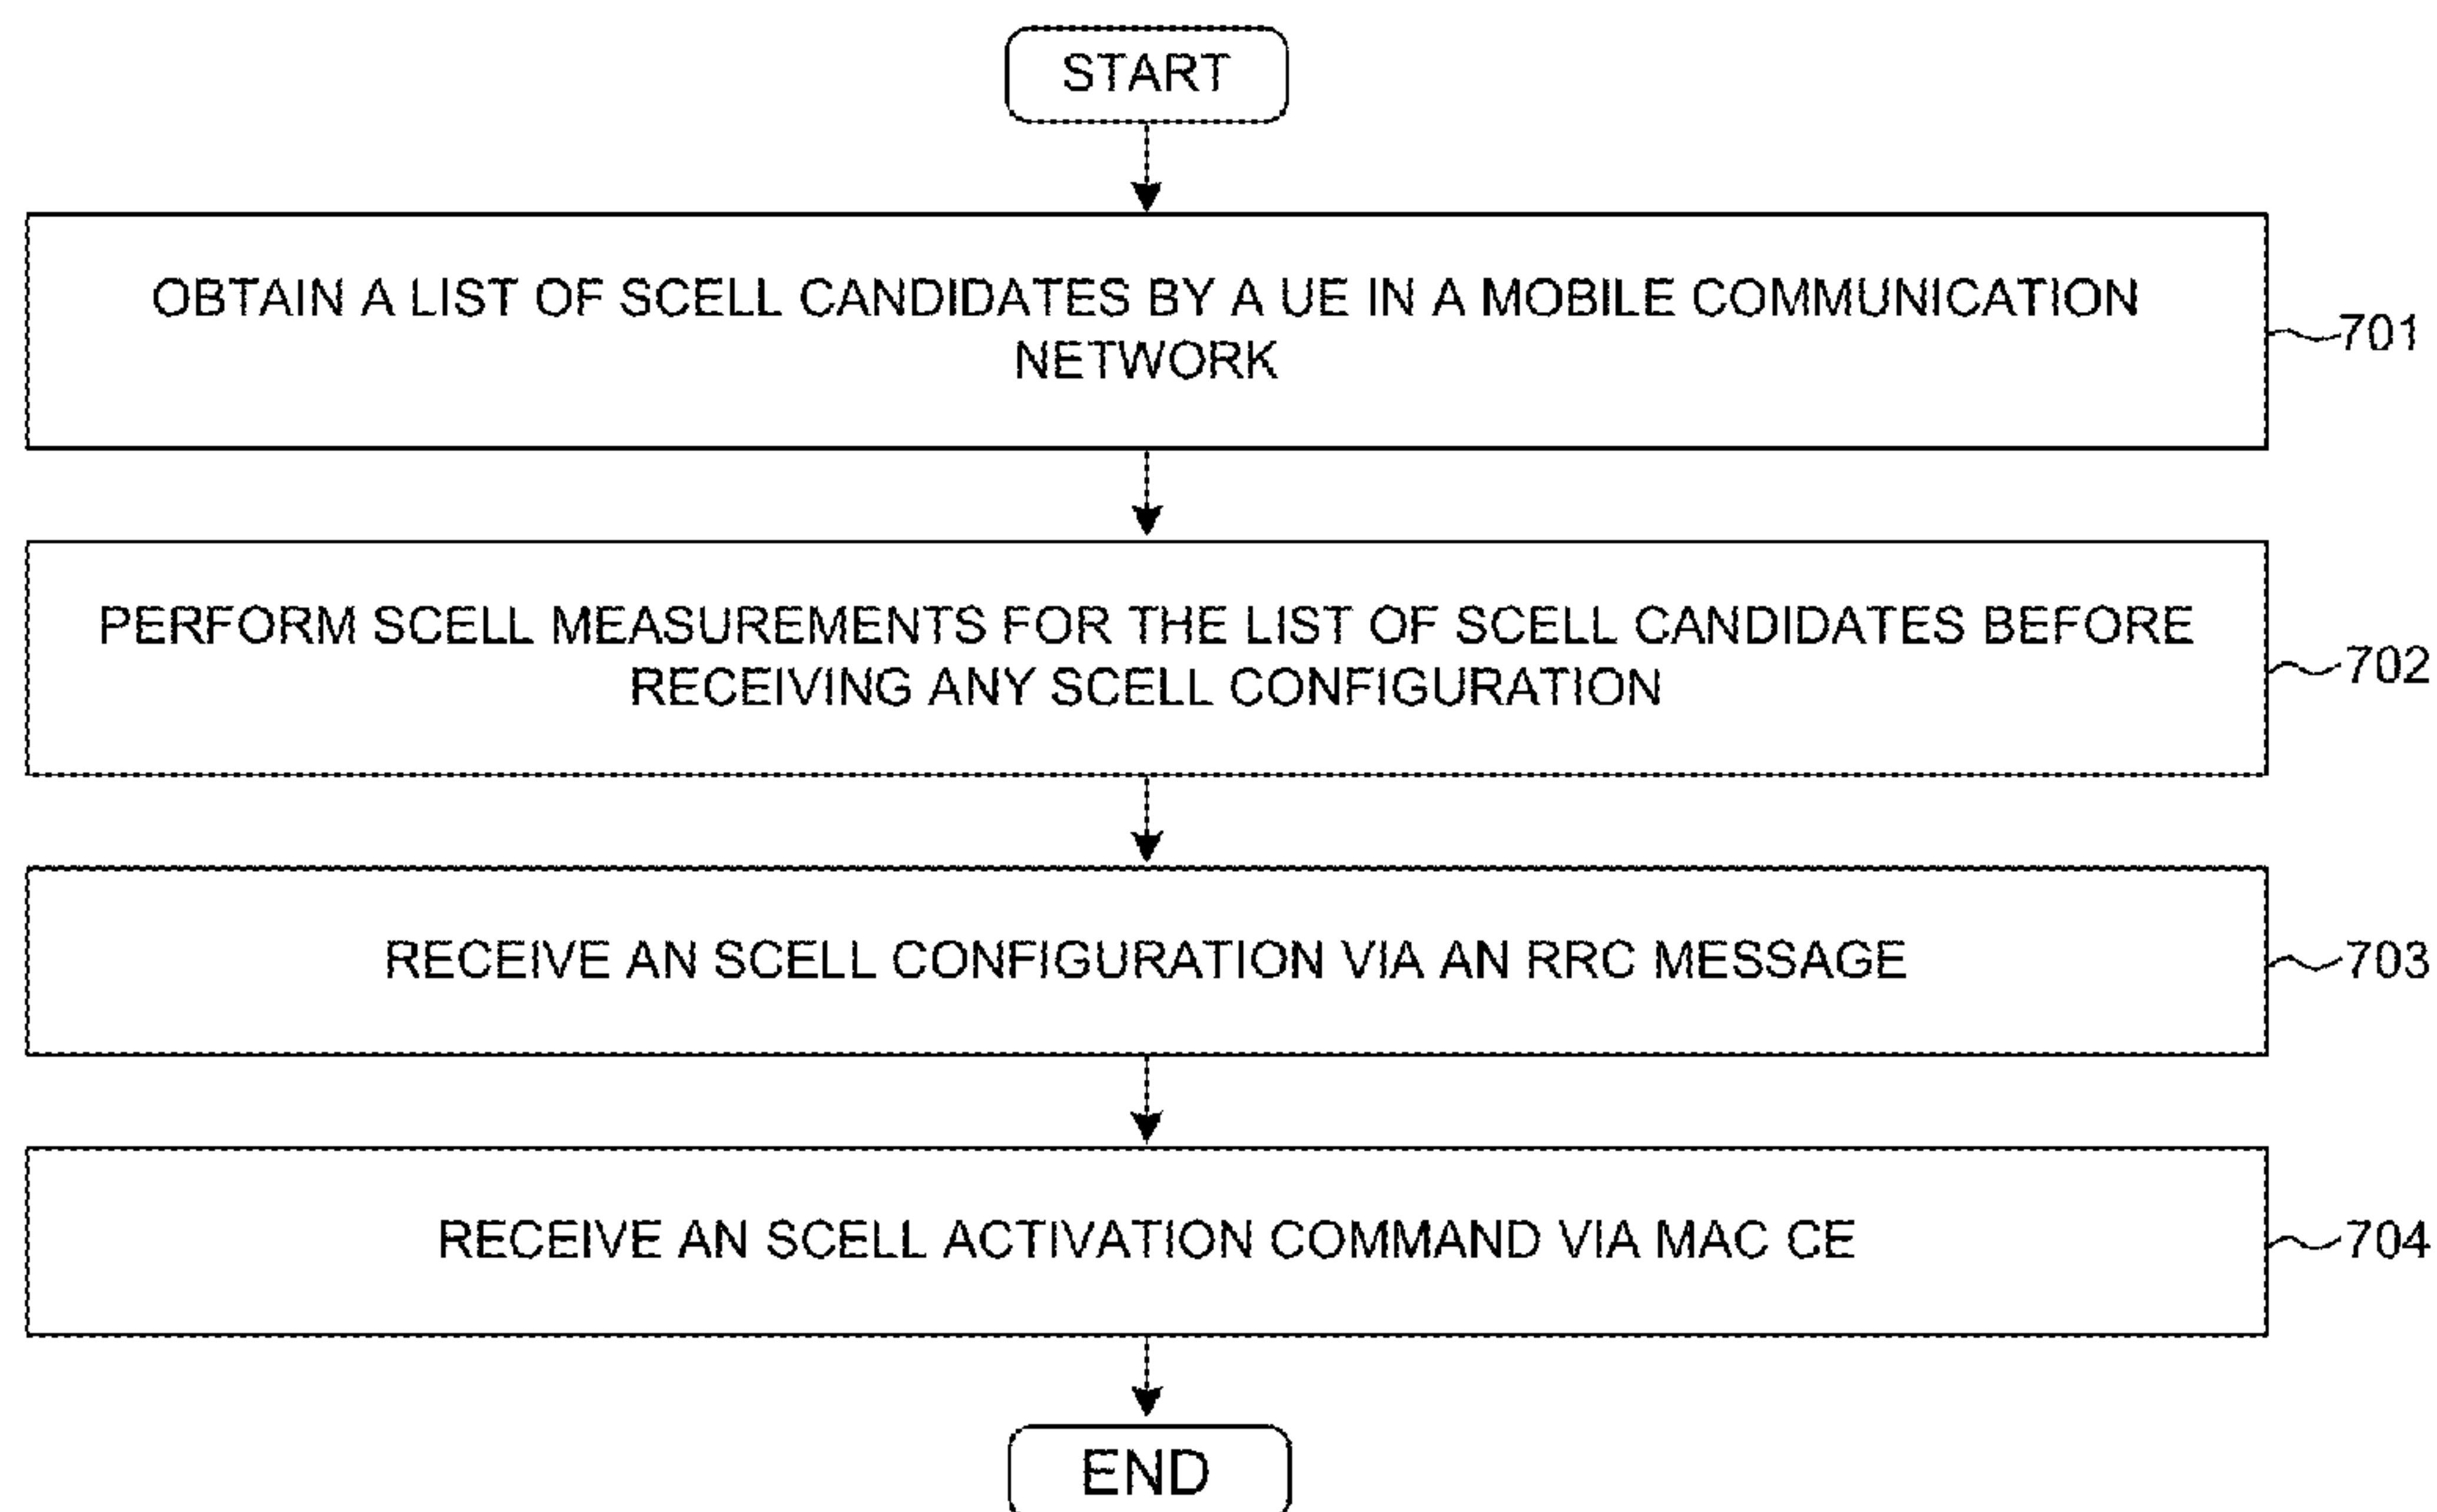 START
OBTAIN A LIST OF SCELL CANDIDATES BY A UE IN A MOBILE COMMUNICATION
NETWORK
701
PERFORM SCELL MEASUREMENTS FOR THE LIST OF SCELL CANDIDATES BEFORE
RECEIVING ANY SCELL CONFIGURATION
702
RECEIVE AN SCELL CONFIGURATION VIA AN RRC MESSAGE
703
RECEIVE AN SCELL ACTIVATION COMMAND VIA MAC CE
704
END